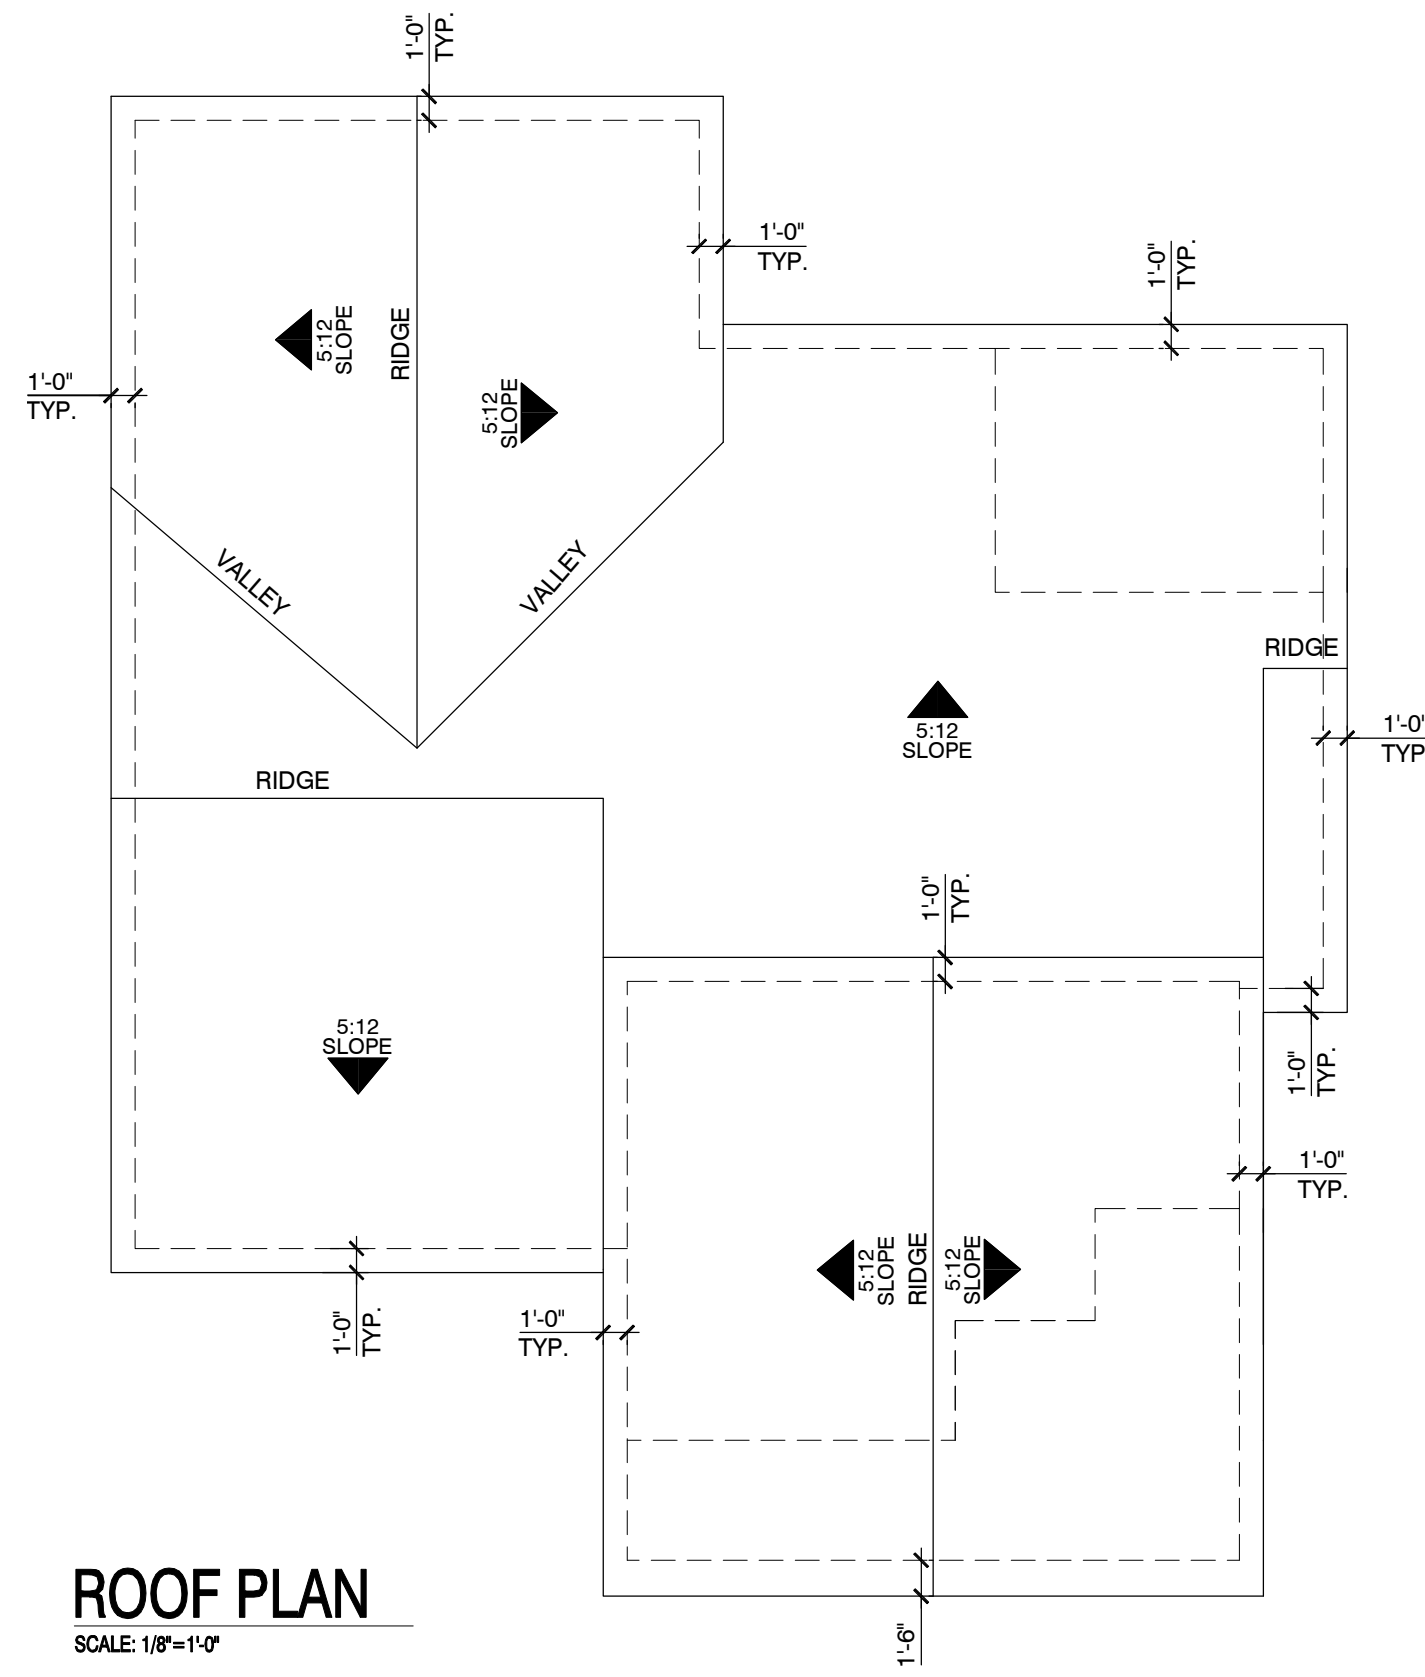 1'-0"
TYP.
1'-0"
TYP.
1'-0"
TYP.
5:12
SLOPE
RIDGE
5:12
SLOPE
1'-0"
TYP.
VALLEY
VALLEY
RIDGE
5:12
SLOPE
1'-0"
TYP
RIDGE
1'-0"
TYP.
5:12
SLOPE
1'-0"
TYP.
1'-0"
TYP.
5:12
SLOPE
RIDGE
5:12
SLOPE
1'-0"
TYP.
1'-0"
TYP.
ROOF PLAN
SCALE: 1/8"=1'-0"
1'-6"